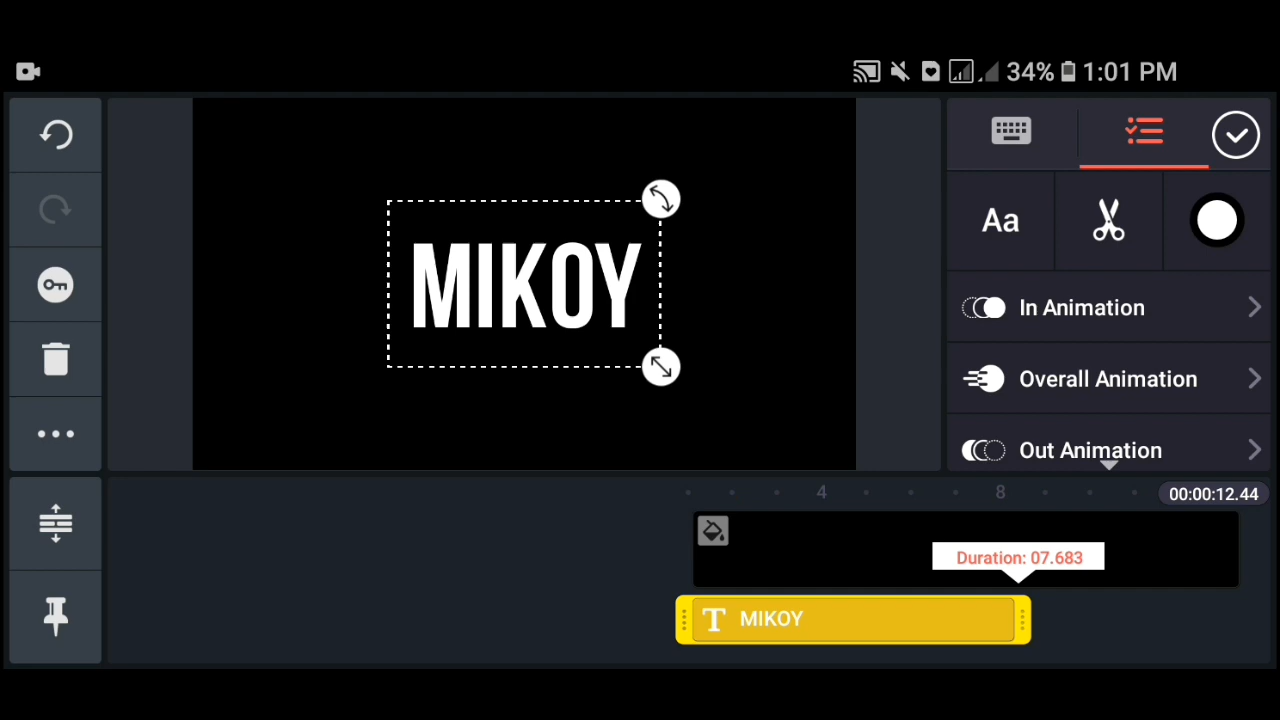 34% 1:01 PM
MIKOY
Aa
In Animation
Overall Animation
Out Animation
4 8 00:00:12.44
Duration: 07.683
T MIKOY